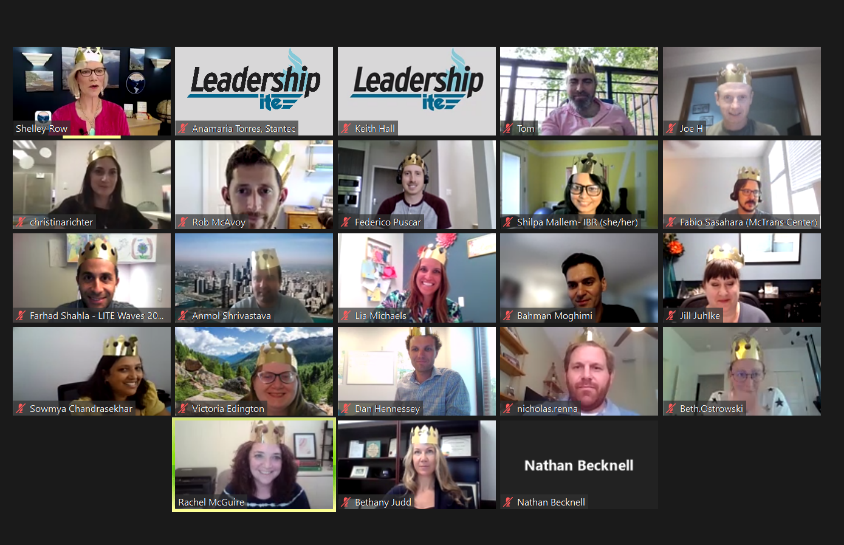 Shelley Row
Leadership
ite
Anamaria Torres, Stantec
Leadership
ite
Keith Hall
Tom
Joe H
christinarichter
Rob McAvoy
Federico Puscar
Shilpa Mallem- IBR (she/her)
Fabio Sasahara (McTrans Center)
Farhad Shahla - LITE Waves 20...
Anmol Shrivastava
Lia Michaels
Bahman Moghimi
Jill Juhlke
Sowmya Chandrasekhar
Victoria Edington
Dan Hennessey
nicholas.renna
Beth.Ostrowski
Rachel McGuire
Bethany Judd
Nathan Becknell
Nathan Becknell